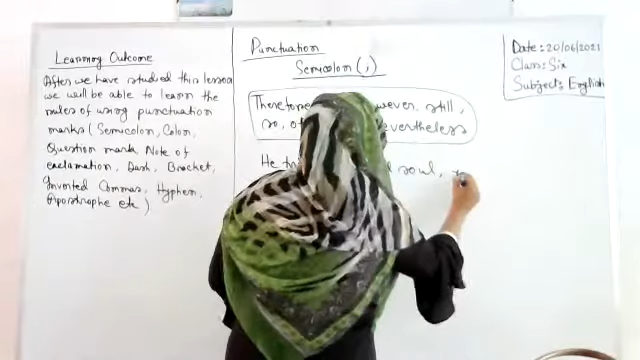 Learning Outcome
After we have studied this lesson
we will be able to learn the
rules of using punctuation
marks (Semicolon, Colon,
Question mark Note of
exclamation, Dash, Bracket,
Inverted Commas, Hyphen,
Apostrophe etc)
Punctuation
Semicolon (;)
Therefore, however, still,
so, nevertheless
He soul,
Date: 20/06/2021
Class: Six
Subject: English